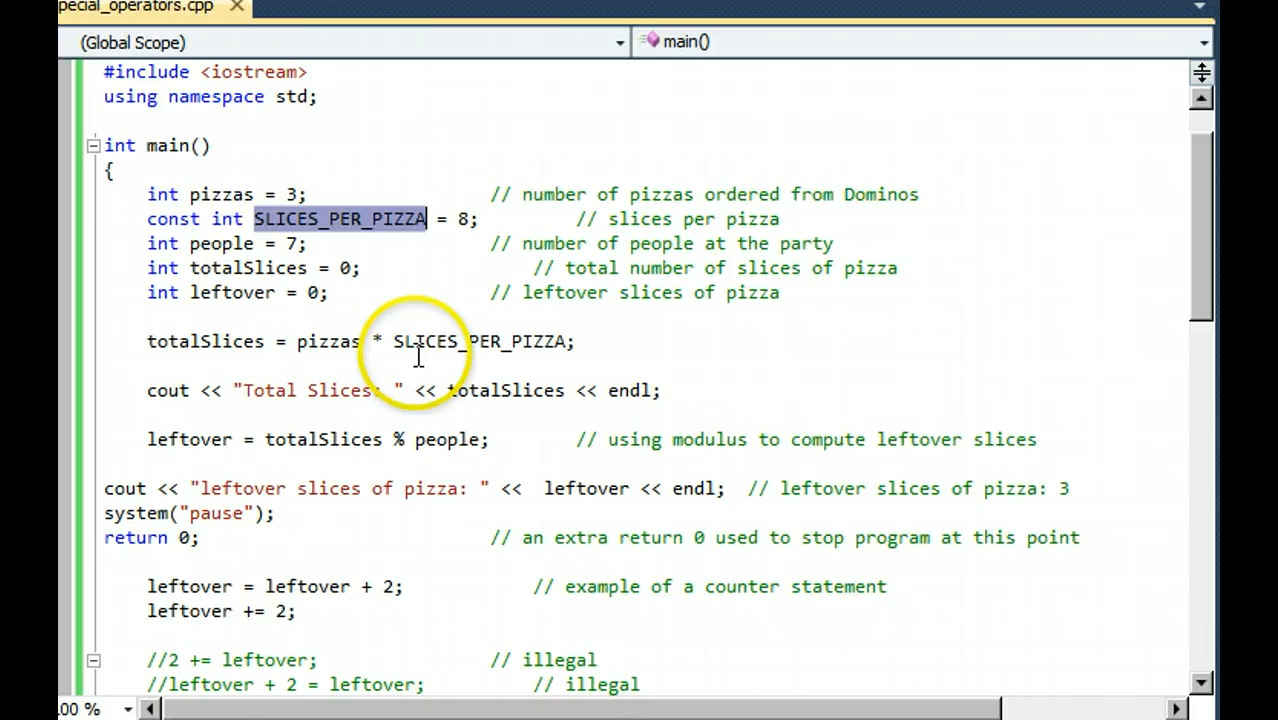 pecial_operators.cpp
(Global Scope) main()
#include <iostream>
using namespace std;
int main()
{
int pizzas = 3; // number of pizzas ordered from Dominos
const int SLICES_PER_PIZZA = 8; // slices per pizza
int people = 7; // number of people at the party
int totalSlices = 0; // total number of slices of pizza
int leftover = 0; // leftover slices of pizza
totalSlices = pizzas * SLICES_PER_PIZZA;
cout << "Total Slices: " << totalSlices << endl;
leftover = totalSlices % people; // using modulus to compute leftover slices
cout << "leftover slices of pizza: " << leftover << endl; // leftover slices of pizza: 3
system("pause");
return 0; // an extra return 0 used to stop program at this point
leftover = leftover + 2; // example of a counter statement
leftover += 2;
//2 += leftover; // illegal
//leftover + 2 = leftover; // illegal
00 %